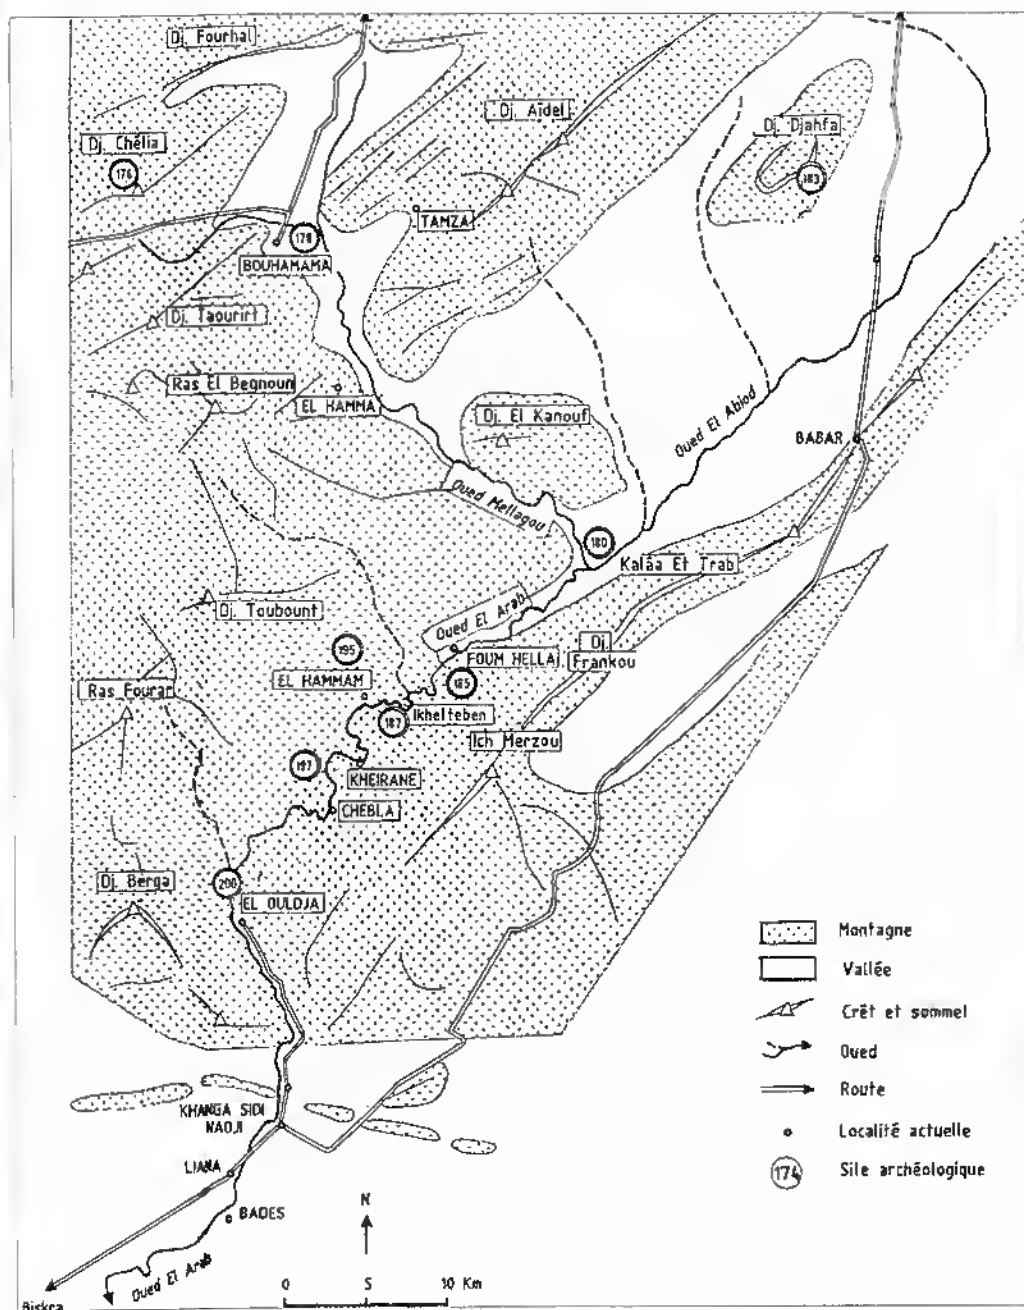 Dj. Fourhal
Dj. Aïdel
Dj. Chélia
Dj. Djahfa
176
183
TAMZA
178
BOUHAMAMA
Dj. Taourirt
Ras El Begnoun
EL HAMMA
Dj. El Kanouf
Oued El Abiod
BABAR
Oued Mellagou
180
Kalâa Et Trab
Dj. Toubount
Oued El Arab
195
Dj.
Frankou
FOUM HELLAL
EL HAMMAM
185
Ras Fourar
187
Ikhelteben
Ich Merzou
197
KHEIRANE
CHEBLA
Dj. Berga
200
EL OULDJA
Montagne
Vallée
Crêt et sommet
Oued
Route
Localité actuelle
174
Site archéologique
KHANGA SIDI
NADJI
LIANA
BADES
N
Oued El Arab
Biskra
0 5 10 Km